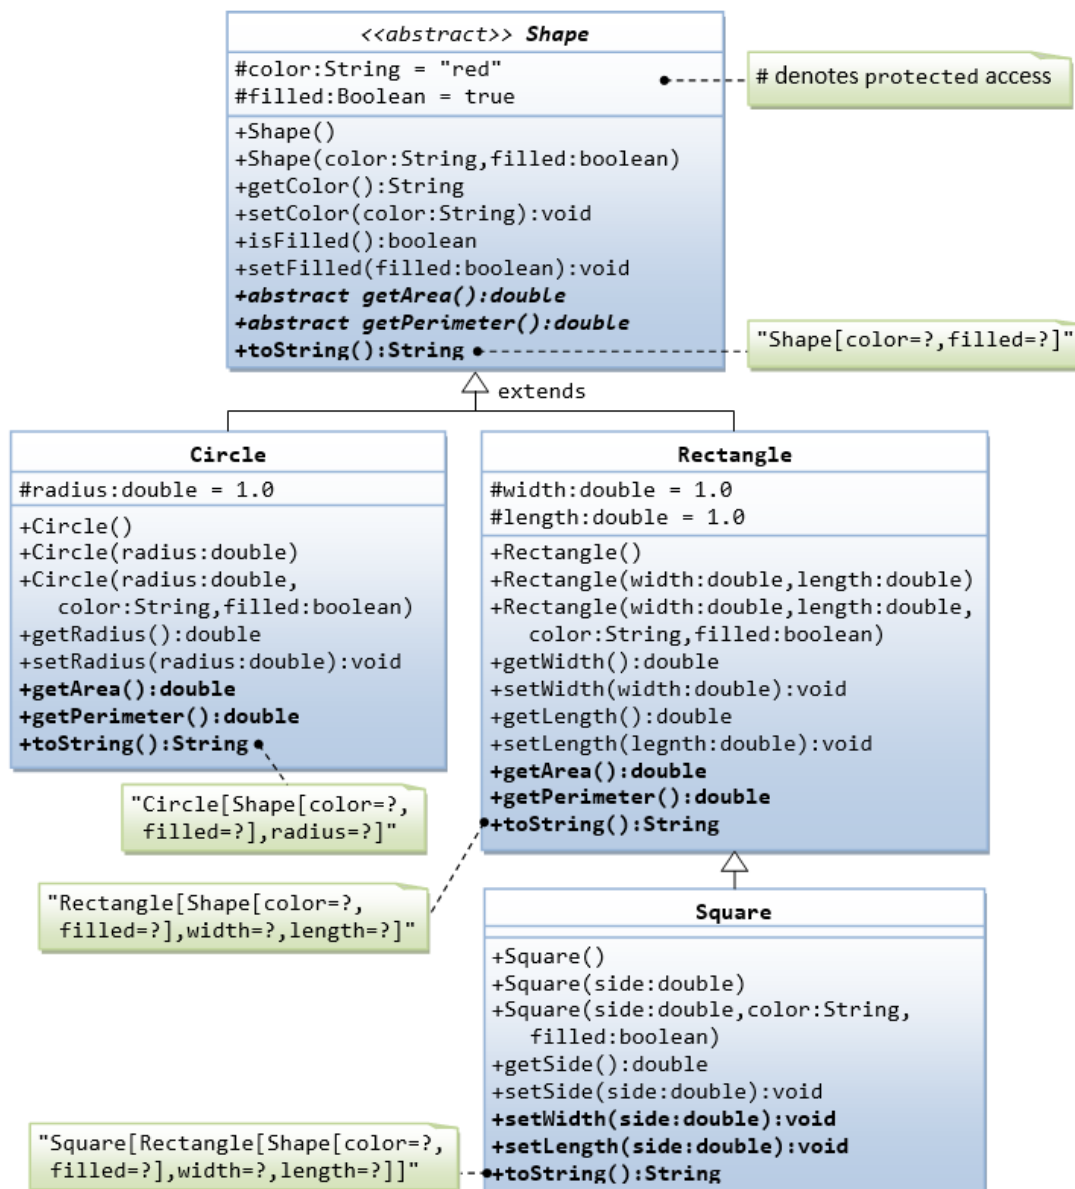 <<abstract>> Shape
#color:String = "red"
#filled:Boolean = true
# denotes protected access
+Shape()
+Shape(color:String,filled:boolean)
+getColor():String
+setColor(color:String):void
+isFilled():boolean
+setFilled(filled:boolean):void
+abstract getArea():double
+abstract getPerimeter():double
+toString():String
"Shape[color=?,filled=?]"
extends
Circle
#radius:double = 1.0
+Circle()
+Circle(radius:double)
+Circle(radius:double,
color:String,filled:boolean)
+getRadius():double
+setRadius(radius:double):void
+getArea():double
+getPerimeter():double
+toString():String
"Circle[Shape[color=?,
filled=?],radius=?]"
Rectangle
#width:double = 1.0
#length:double = 1.0
+Rectangle()
+Rectangle(width:double,length:double)
+Rectangle(width:double,length:double,
color:String,filled:boolean)
+getWidth():double
+setWidth(width:double):void
+getLength():double
+setLength(legnth:double):void
+getArea():double
+getPerimeter():double
+toString():String
"Rectangle[Shape[color=?,
filled=?],width=?,length=?]"
Square
+Square()
+Square(side:double)
+Square(side:double,color:String,
filled:boolean)
+getSide():double
+setSide(side:double):void
+setWidth(side:double):void
+setLength(side:double):void
+toString():String
"Square[Rectangle[Shape[color=?,
filled=?],width=?,length=?]]"